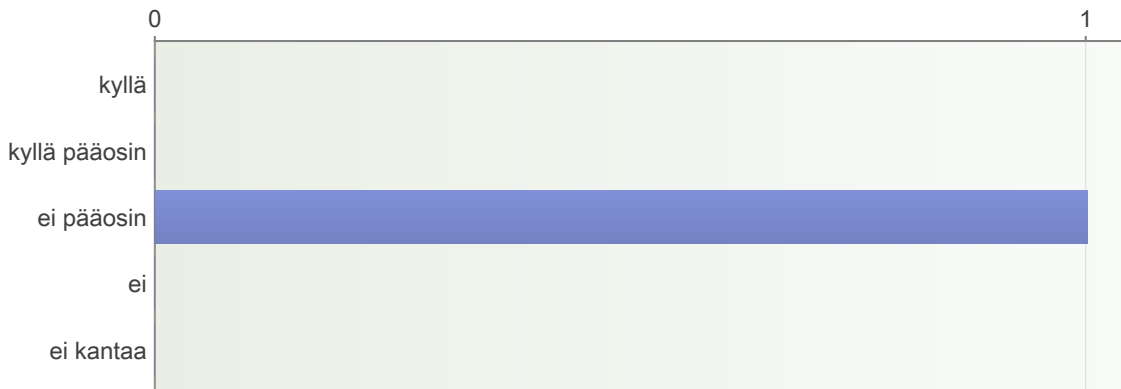 0 1
kyllä
kyllä pääosin
ei pääosin
ei
ei kantaa